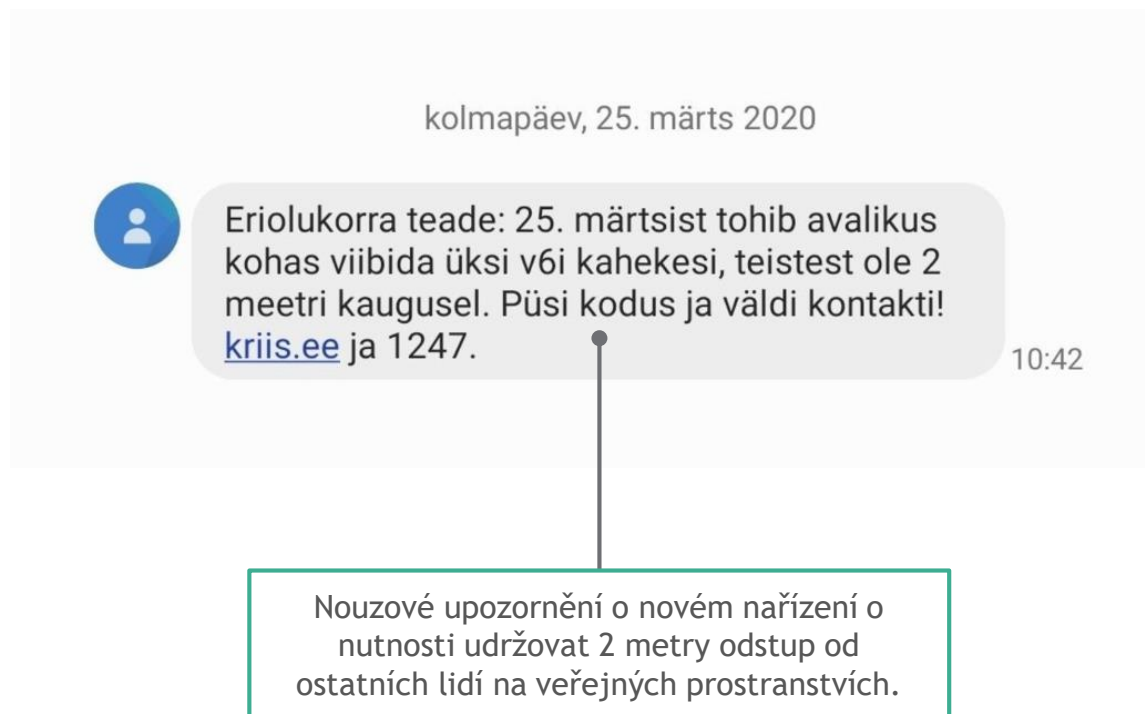 kolmapäev, 25. märts 2020
Eriolukorra teade: 25. märtsist tohib avalikus
kohas viibida üksi v6i kahekesi, teistest ole 2
meetri kaugusel. Püsi kodus ja väldi kontakti!
kriis.ee ja 1247.
10:42
Nouzové upozornění o novém nařízení o
nutnosti udržovat 2 metry odstup od
ostatních lidí na veřejných prostranstvích.